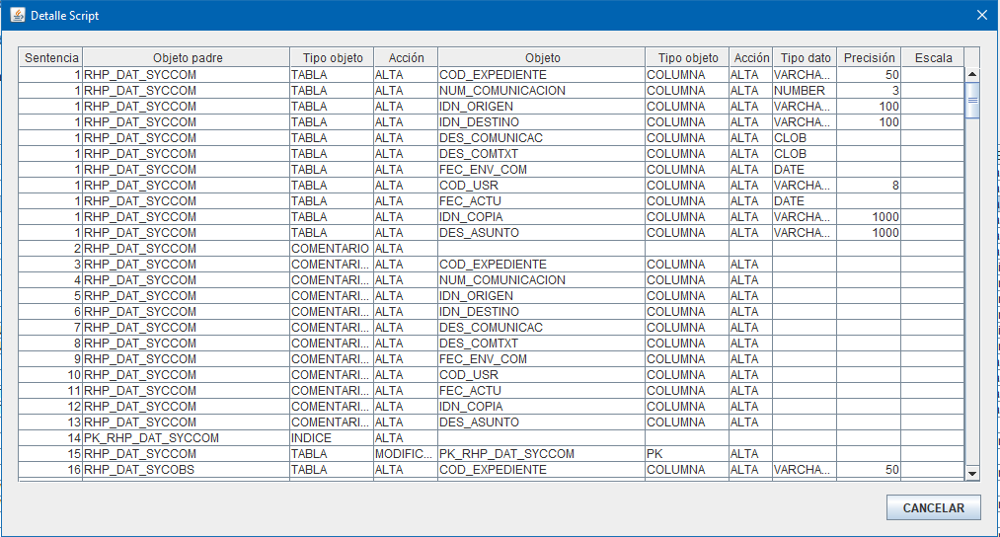 Detalle Script
Sentencia Objeto padre Tipo objeto Acción Objeto Tipo objeto Acción Tipo dato Precisión Escala
1 RHP_DAT_SYCCOM TABLA ALTA COD_EXPEDIENTE COLUMNA ALTA VARCHA... 50
1 RHP_DAT_SYCCOM TABLA ALTA NUM_COMUNICACION COLUMNA ALTA NUMBER 3
1 RHP_DAT_SYCCOM TABLA ALTA IDN_ORIGEN COLUMNA ALTA VARCHA... 100
1 RHP_DAT_SYCCOM TABLA ALTA IDN_DESTINO COLUMNA ALTA VARCHA... 100
1 RHP_DAT_SYCCOM TABLA ALTA DES_COMUNICAC COLUMNA ALTA CLOB
1 RHP_DAT_SYCCOM TABLA ALTA DES_COMTXT COLUMNA ALTA CLOB
1 RHP_DAT_SYCCOM TABLA ALTA FEC_ENV_COM COLUMNA ALTA DATE
1 RHP_DAT_SYCCOM TABLA ALTA COD_USR COLUMNA ALTA VARCHA... 8
1 RHP_DAT_SYCCOM TABLA ALTA FEC_ACTU COLUMNA ALTA DATE
1 RHP_DAT_SYCCOM TABLA ALTA IDN_COPIA COLUMNA ALTA VARCHA... 1000
1 RHP_DAT_SYCCOM TABLA ALTA DES_ASUNTO COLUMNA ALTA VARCHA... 1000
2 RHP_DAT_SYCCOM COMENTARIO ALTA
3 RHP_DAT_SYCCOM COMENTARI... ALTA COD_EXPEDIENTE COLUMNA ALTA
4 RHP_DAT_SYCCOM COMENTARI... ALTA NUM_COMUNICACION COLUMNA ALTA
5 RHP_DAT_SYCCOM COMENTARI... ALTA IDN_ORIGEN COLUMNA ALTA
6 RHP_DAT_SYCCOM COMENTARI... ALTA IDN_DESTINO COLUMNA ALTA
7 RHP_DAT_SYCCOM COMENTARI... ALTA DES_COMUNICAC COLUMNA ALTA
8 RHP_DAT_SYCCOM COMENTARI... ALTA DES_COMTXT COLUMNA ALTA
9 RHP_DAT_SYCCOM COMENTARI... ALTA FEC_ENV_COM COLUMNA ALTA
10 RHP_DAT_SYCCOM COMENTARI... ALTA COD_USR COLUMNA ALTA
11 RHP_DAT_SYCCOM COMENTARI... ALTA FEC_ACTU COLUMNA ALTA
12 RHP_DAT_SYCCOM COMENTARI... ALTA IDN_COPIA COLUMNA ALTA
13 RHP_DAT_SYCCOM COMENTARI... ALTA DES_ASUNTO COLUMNA ALTA
14 PK_RHP_DAT_SYCCOM INDICE ALTA
15 RHP_DAT_SYCCOM TABLA MODIFIC... PK_RHP_DAT_SYCCOM PK ALTA
16 RHP_DAT_SYCOBS TABLA ALTA COD_EXPEDIENTE COLUMNA ALTA VARCHA... 50
CANCELAR